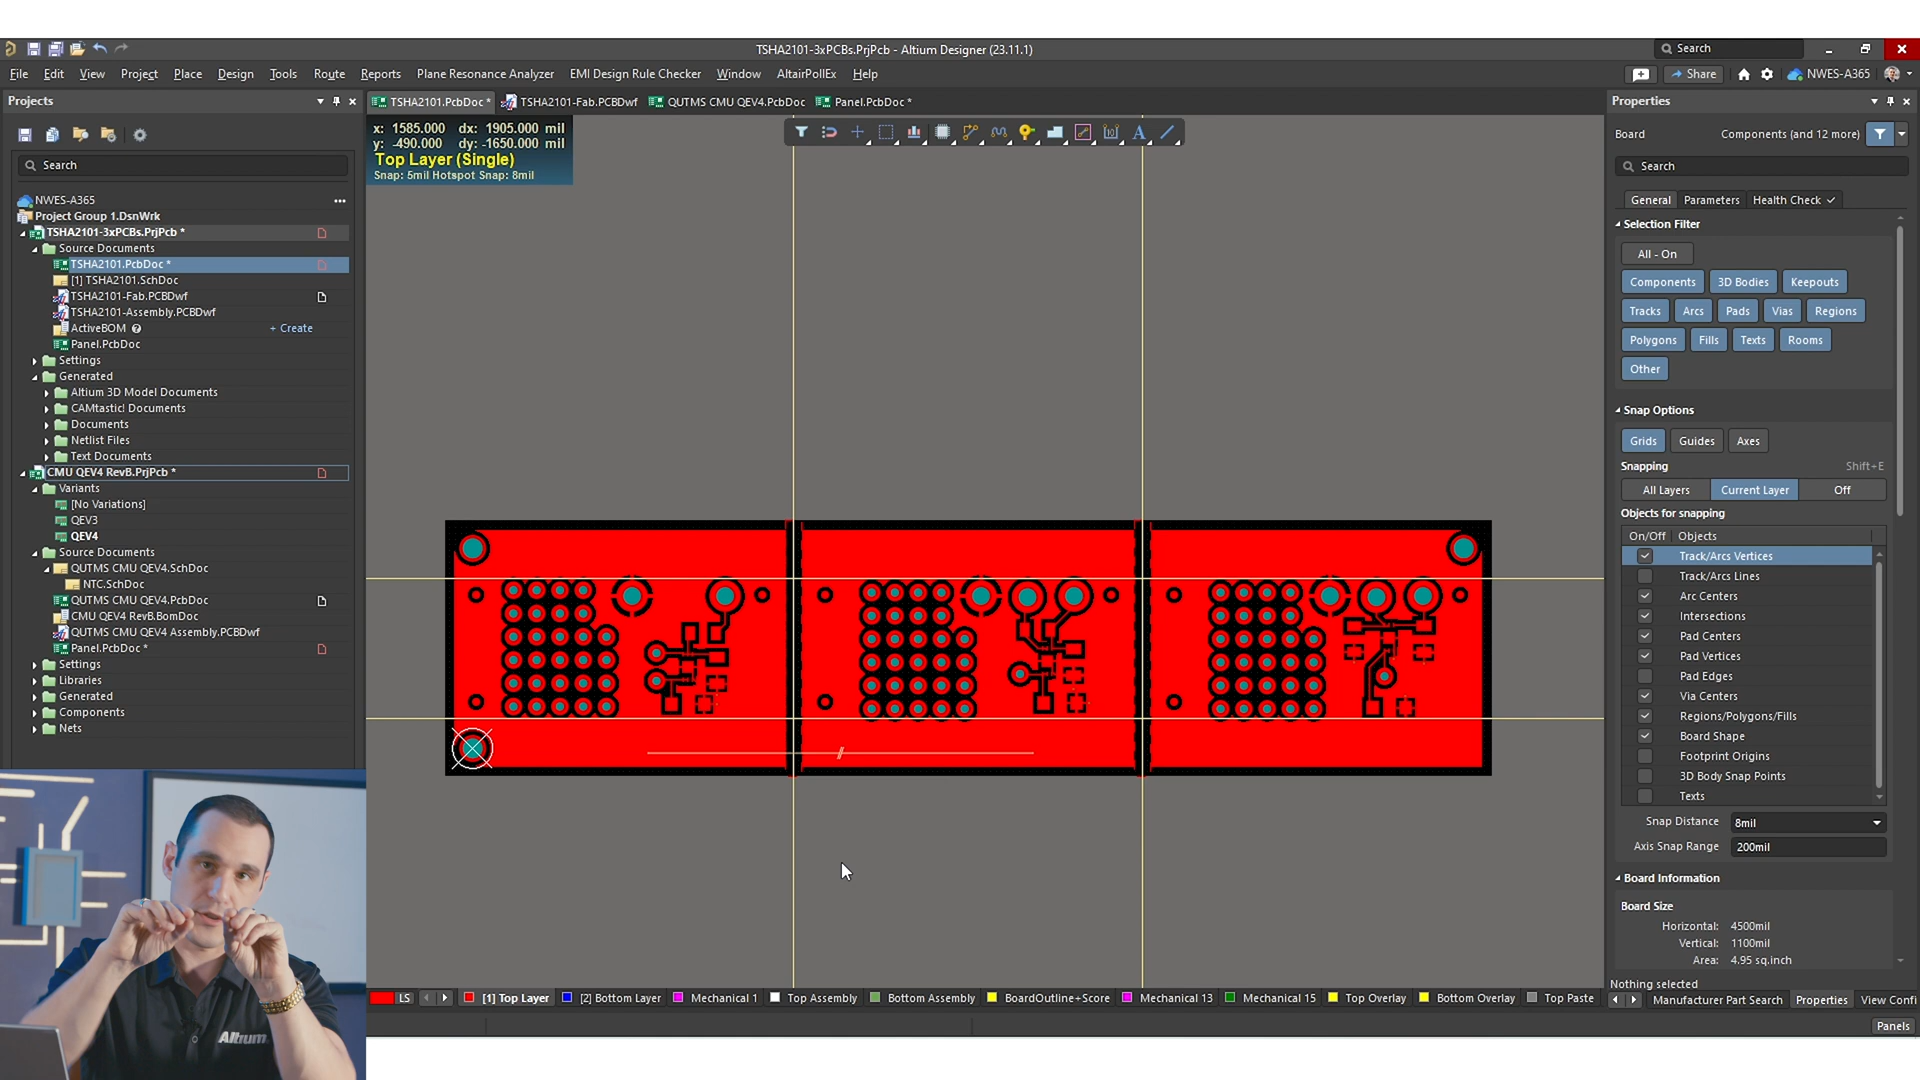 TSHA2101-3xPCBs.PrjPcb - Altium Designer (23.11.1)
Search
File Edit View Project Place Design Tools Route Reports Plane Resonance Analyzer EMI Design Rule Checker Window AltairPollEx Help
Share
NWES-A365
Projects
TSHA2101.PcbDoc *
TSHA2101-Fab.PCBDwf
QUTMS CMU QEV4.PcbDoc
Panel.PcbDoc *
Properties
x: 1585.000 dx: 1905.000 mil
y: -490.000 dy: -1650.000 mil
Top Layer (Single)
Snap: 5mil Hotspot Snap: 8mil
Search
NWES-A365
Project Group 1.DsnWrk
TSHA2101-3xPCBs.PrjPcb *
Source Documents
TSHA2101.PcbDoc *
[1] TSHA2101.SchDoc
TSHA2101-Fab.PCBDwf
TSHA2101-Assembly.PCBDwf
ActiveBOM
+ Create
Panel.PcbDoc
Settings
Generated
Altium 3D Model Documents
CAMtastic! Documents
Documents
Netlist Files
Text Documents
CMU QEV4 RevB.PrjPcb *
Variants
[No Variations]
QEV3
QEV4
Source Documents
QUTMS CMU QEV4.SchDoc
NTC.SchDoc
QUTMS CMU QEV4.PcbDoc
CMU QEV4 RevB.BomDoc
QUTMS CMU QEV4 Assembly.PCBDwf
Panel.PcbDoc *
Settings
Libraries
Generated
Components
Nets
Board
Components (and 12 more)
Search
General Parameters Health Check
Selection Filter
All - On
Components 3D Bodies Keepouts
Tracks Arcs Pads Vias Regions
Polygons Fills Texts Rooms
Other
Snap Options
Grids Guides Axes
Snapping Shift+E
All Layers Current Layer Off
Objects for snapping
On/Off Objects
Track/Arcs Vertices
Track/Arcs Lines
Arc Centers
Intersections
Pad Centers
Pad Vertices
Pad Edges
Via Centers
Regions/Polygons/Fills
Board Shape
Footprint Origins
3D Body Snap Points
Texts
Snap Distance 8mil
Axis Snap Range 200mil
Board Information
Board Size
Horizontal: 4500mil
Vertical: 1100mil
Area: 4.95 sq.inch
Nothing selected
Manufacturer Part Search Properties View Confi
LS [1] Top Layer [2] Bottom Layer Mechanical 1 Top Assembly Bottom Assembly BoardOutline+Score Mechanical 13 Mechanical 15 Top Overlay Bottom Overlay Top Paste
Panels
Altium